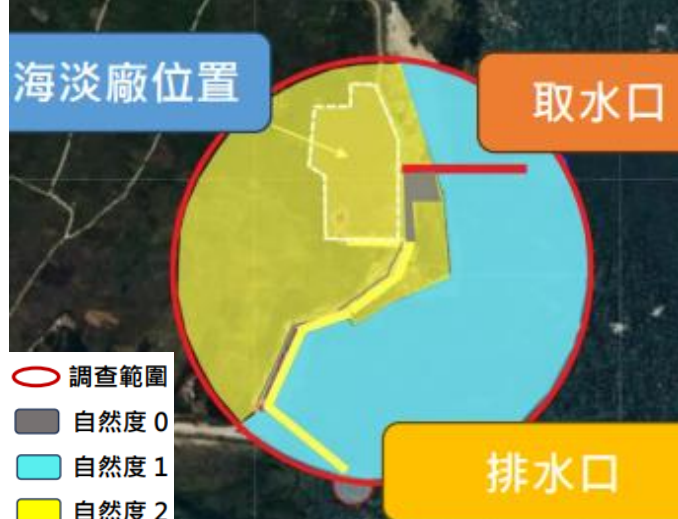 海淡廠位置
取水口
調查範圍
自然度 0
自然度 1
自然度 2
排水口